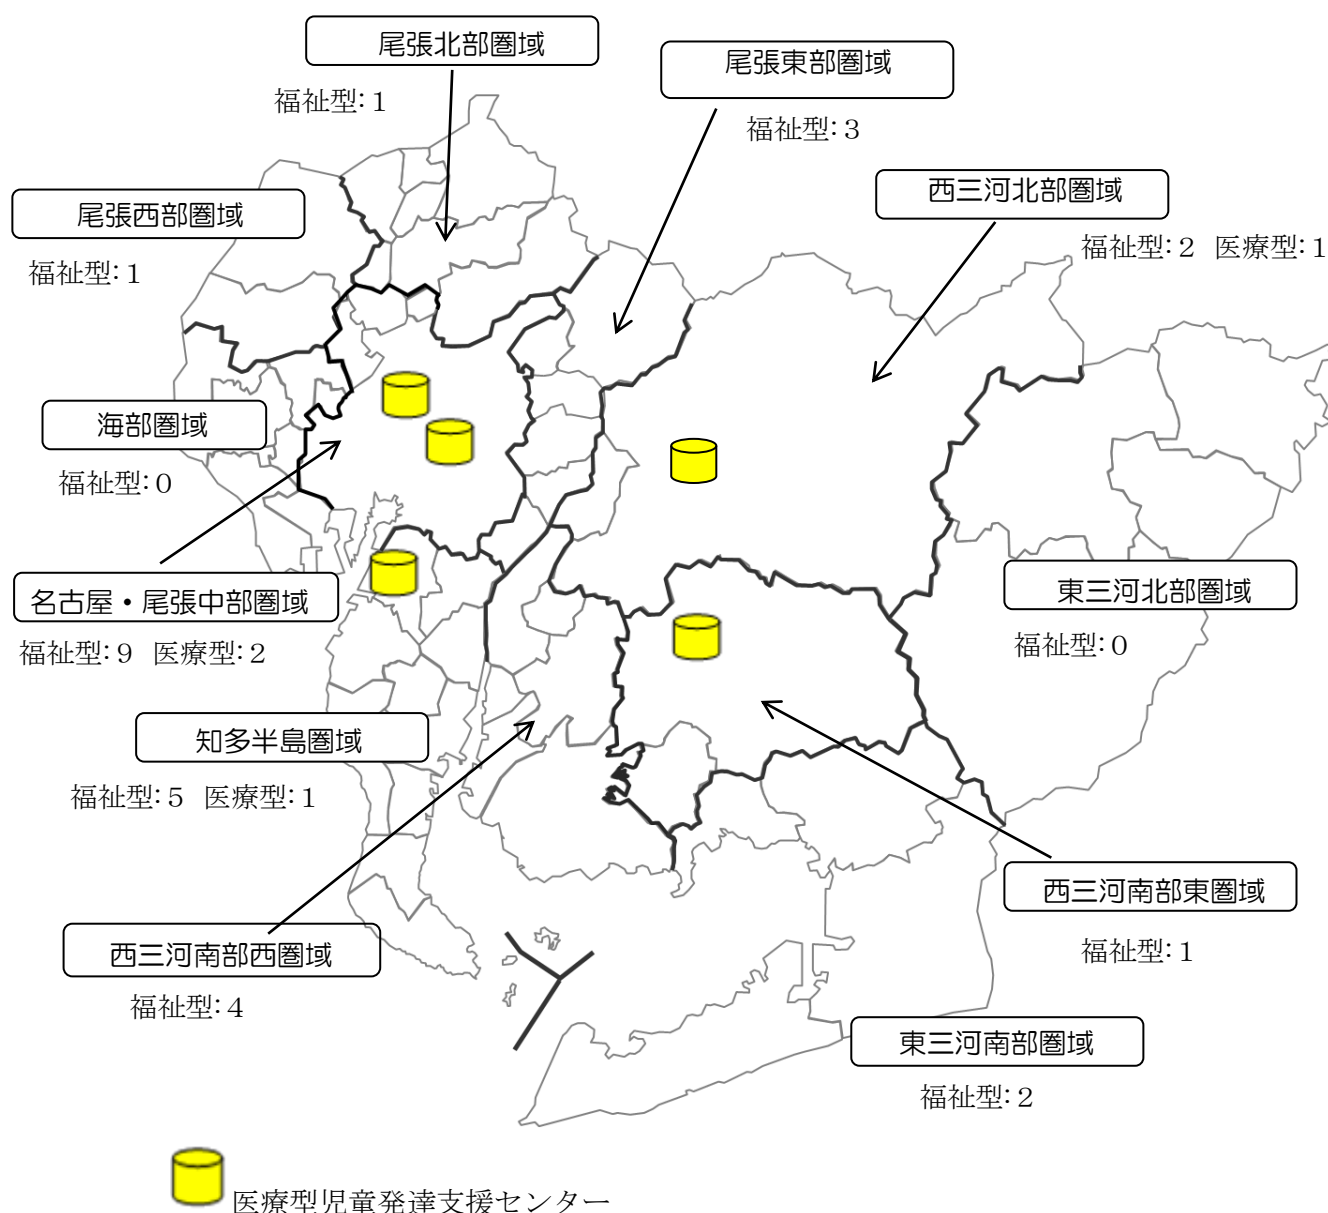 尾張北部圏域
福祉型:1
尾張東部圏域
福祉型:3
西三河北部圏域
福祉型:2 医療型:1
尾張西部圏域
福祉型:1
海部圏域
福祉型:0
名古屋・尾張中部圏域
福祉型:9 医療型:2
東三河北部圏域
福祉型:0
知多半島圏域
福祉型:5 医療型:1
西三河南部東圏域
福祉型:1
西三河南部西圏域
福祉型:4
東三河南部圏域
福祉型:2
医療型児童発達支援センター